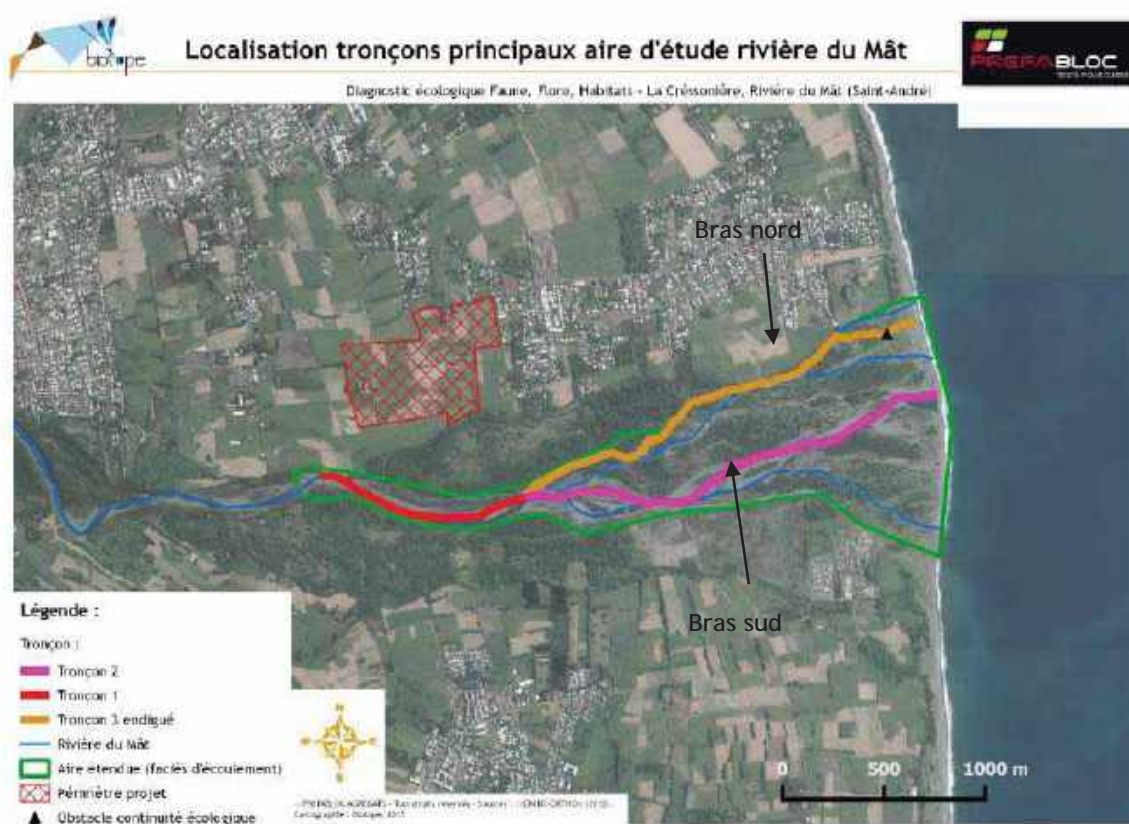 biotope
Localisation tronçons principaux aire d'étude rivière du Mât
PREFABLOC
Diagnostic écologique Faune, Flore, Habitats - La Cressonière, Rivière du Mât (Saint-André)
Bras nord
Bras sud
Légende :
Tronçon :
Tronçon 2
Tronçon 1
Tronçon 3 endigué
Rivière du Mât
Aire etendue (faciès d'écoulement)
Périmètre projet
Obstacle continuité écologique
0 500 1000 m